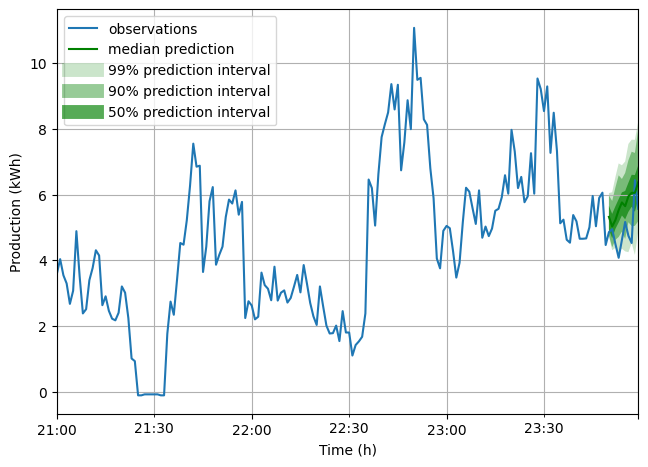 observations
median prediction
99% prediction interval
90% prediction interval
50% prediction interval
10
8
6
4
2
0
Production (kWh)
21:00
21:30
22:00
22:30
23:00
23:30
Time (h)